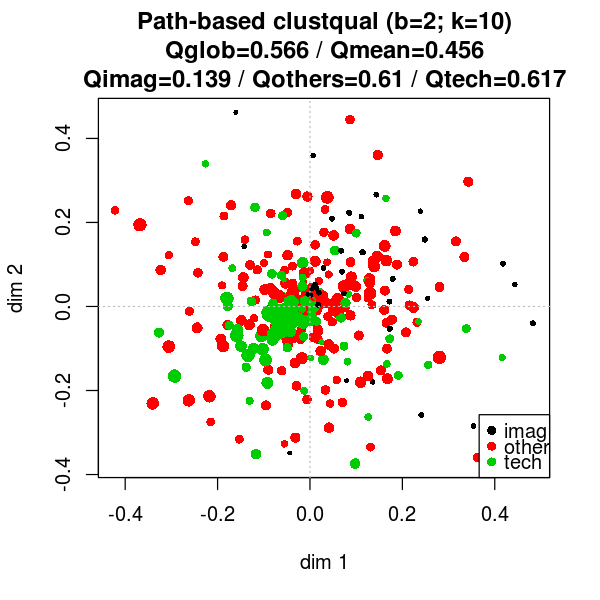 Path-based clustqual (b=2; k=10)
Qglob=0.566 / Qmean=0.456
Qimag=0.139 / Qothers=0.61 / Qtech=0.617
0.4
0.2
0.0
-0.2
-0.4
dim 2
imag
other
tech
-0.4 -0.2 0.0 0.2 0.4
dim 1